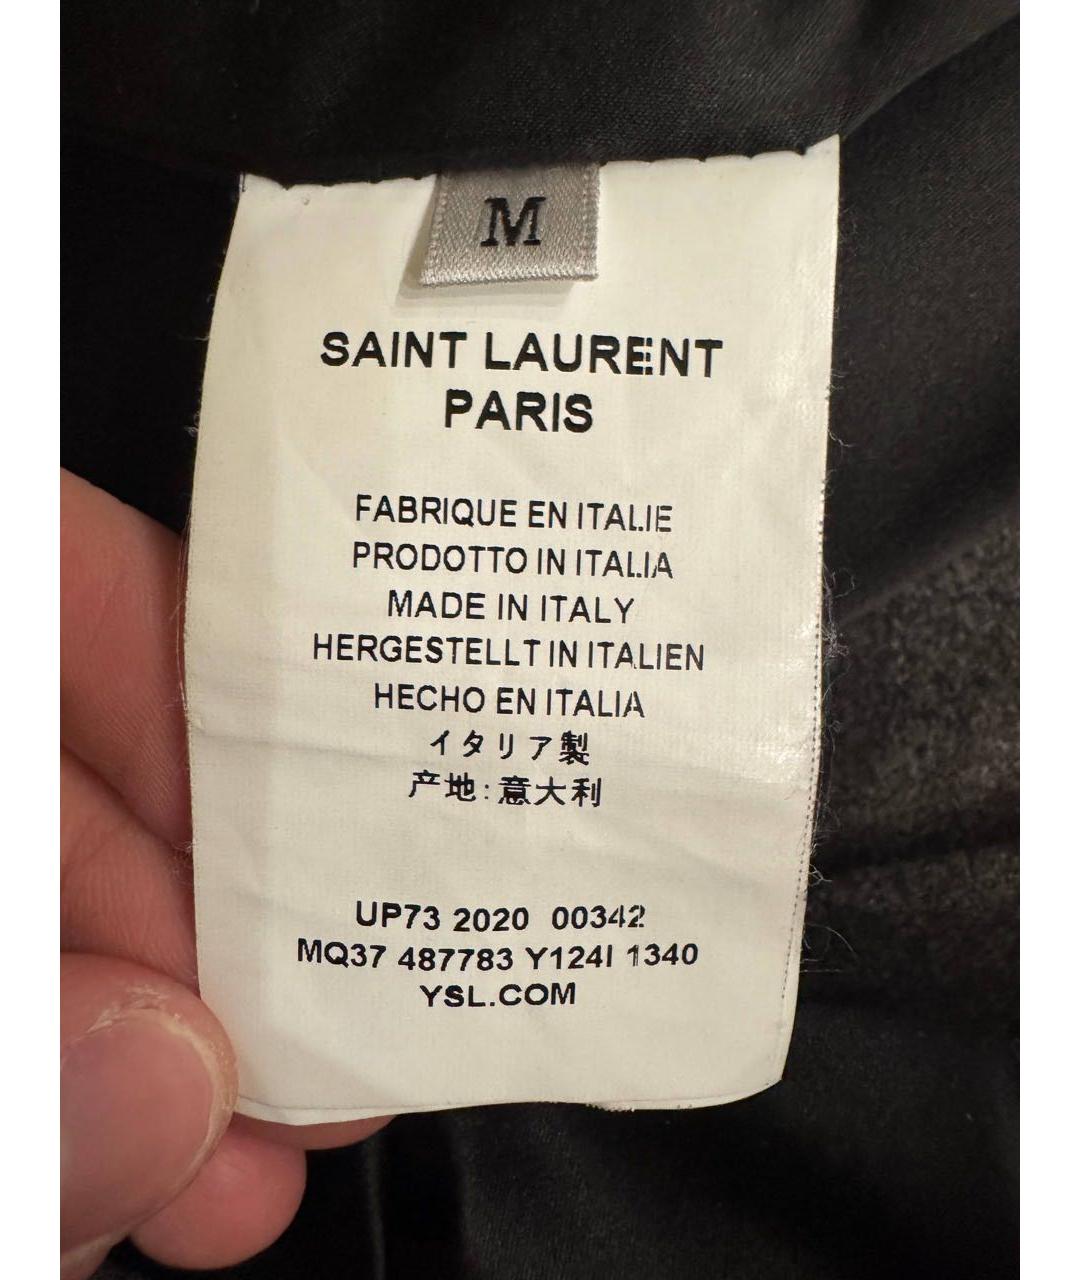 M
SAINT LAURENT
PARIS
FABRIQUE EN ITALIE
PRODOTTO IN ITALIA
MADE IN ITALY
HERGESTELLT IN ITALIEN
HECHO EN ITALIA
イタリア製
产地:意大利
UP73 2020 00342
MQ37 487783 Y124I 1340
YSL.COM